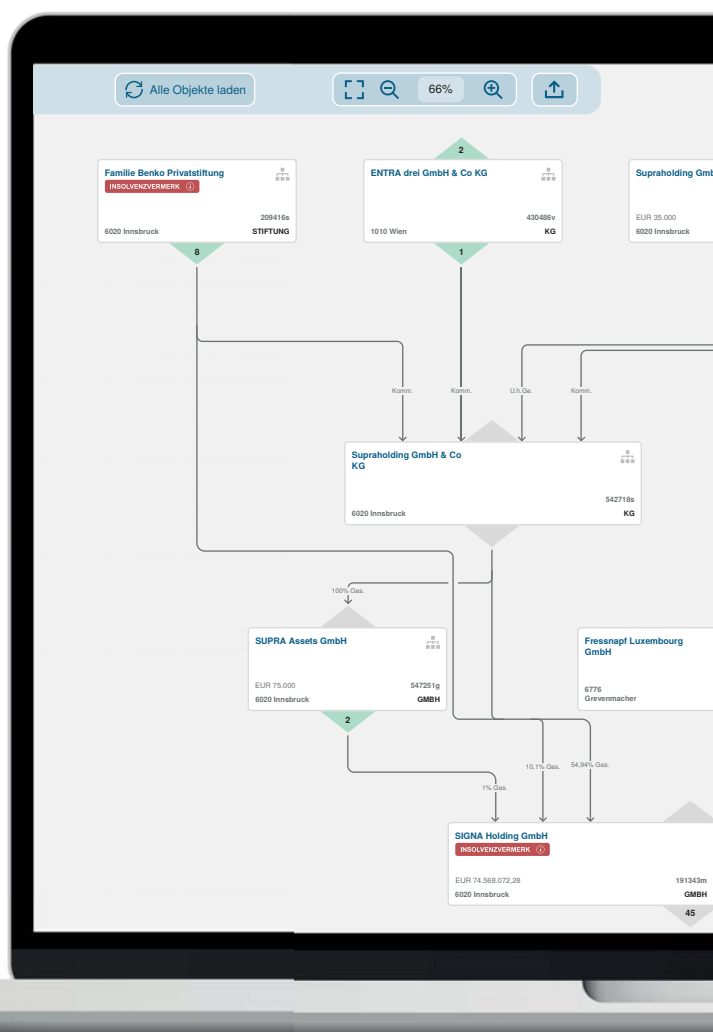 Alle Objekte laden
66%
2
Familie Benko Privatstiftung
INSOLVENZVERMERK
209416s
6020 Innsbruck
STIFTUNG
8
ENTRA drei GmbH & Co KG
430486v
1010 Wien
KG
1
EUR 35.000
6020 Innsbruck
Supraholding
Komm.
Komm.
U.h.Ge.
Komm.
Supraholding GmbH & Co
KG
542718s
6020 Innsbruck
KG
100% Ges.
SUPRA Assets GmbH
EUR 75.000
547251g
6020 Innsbruck
GMBH
2
Fressnapf Luxembourg
GmbH
6776
Grevenmacher
10,1% Ges.
54,94% Ges.
1% Ges.
SIGNA Holding GmbH
INSOLVENZVERMERK
EUR 74.568.072,28
191343m
6020 Innsbruck
GMBH
45